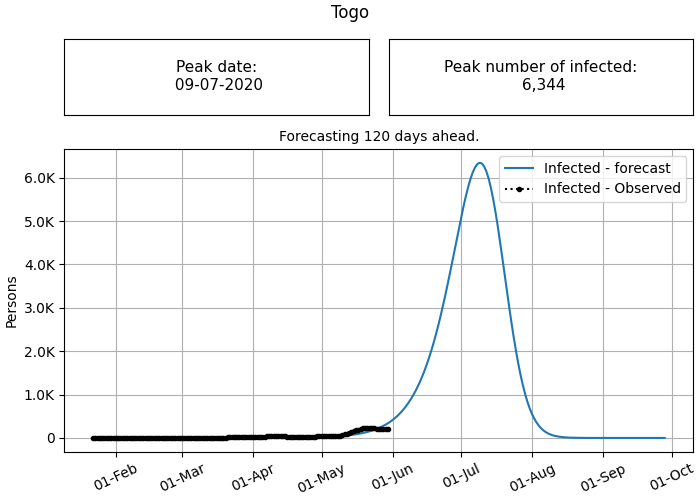 Togo
Peak date:
09-07-2020
Peak number of infected:
6,344
Forecasting 120 days ahead.
Infected - forecast
Infected - Observed
6.0K
5.0K
4.0K
3.0K
2.0K
1.0K
0
Persons
01-Feb
01-Mar
01-Apr
01-May
01-Jun
01-Jul
01-Aug
01-Sep
01-Oct